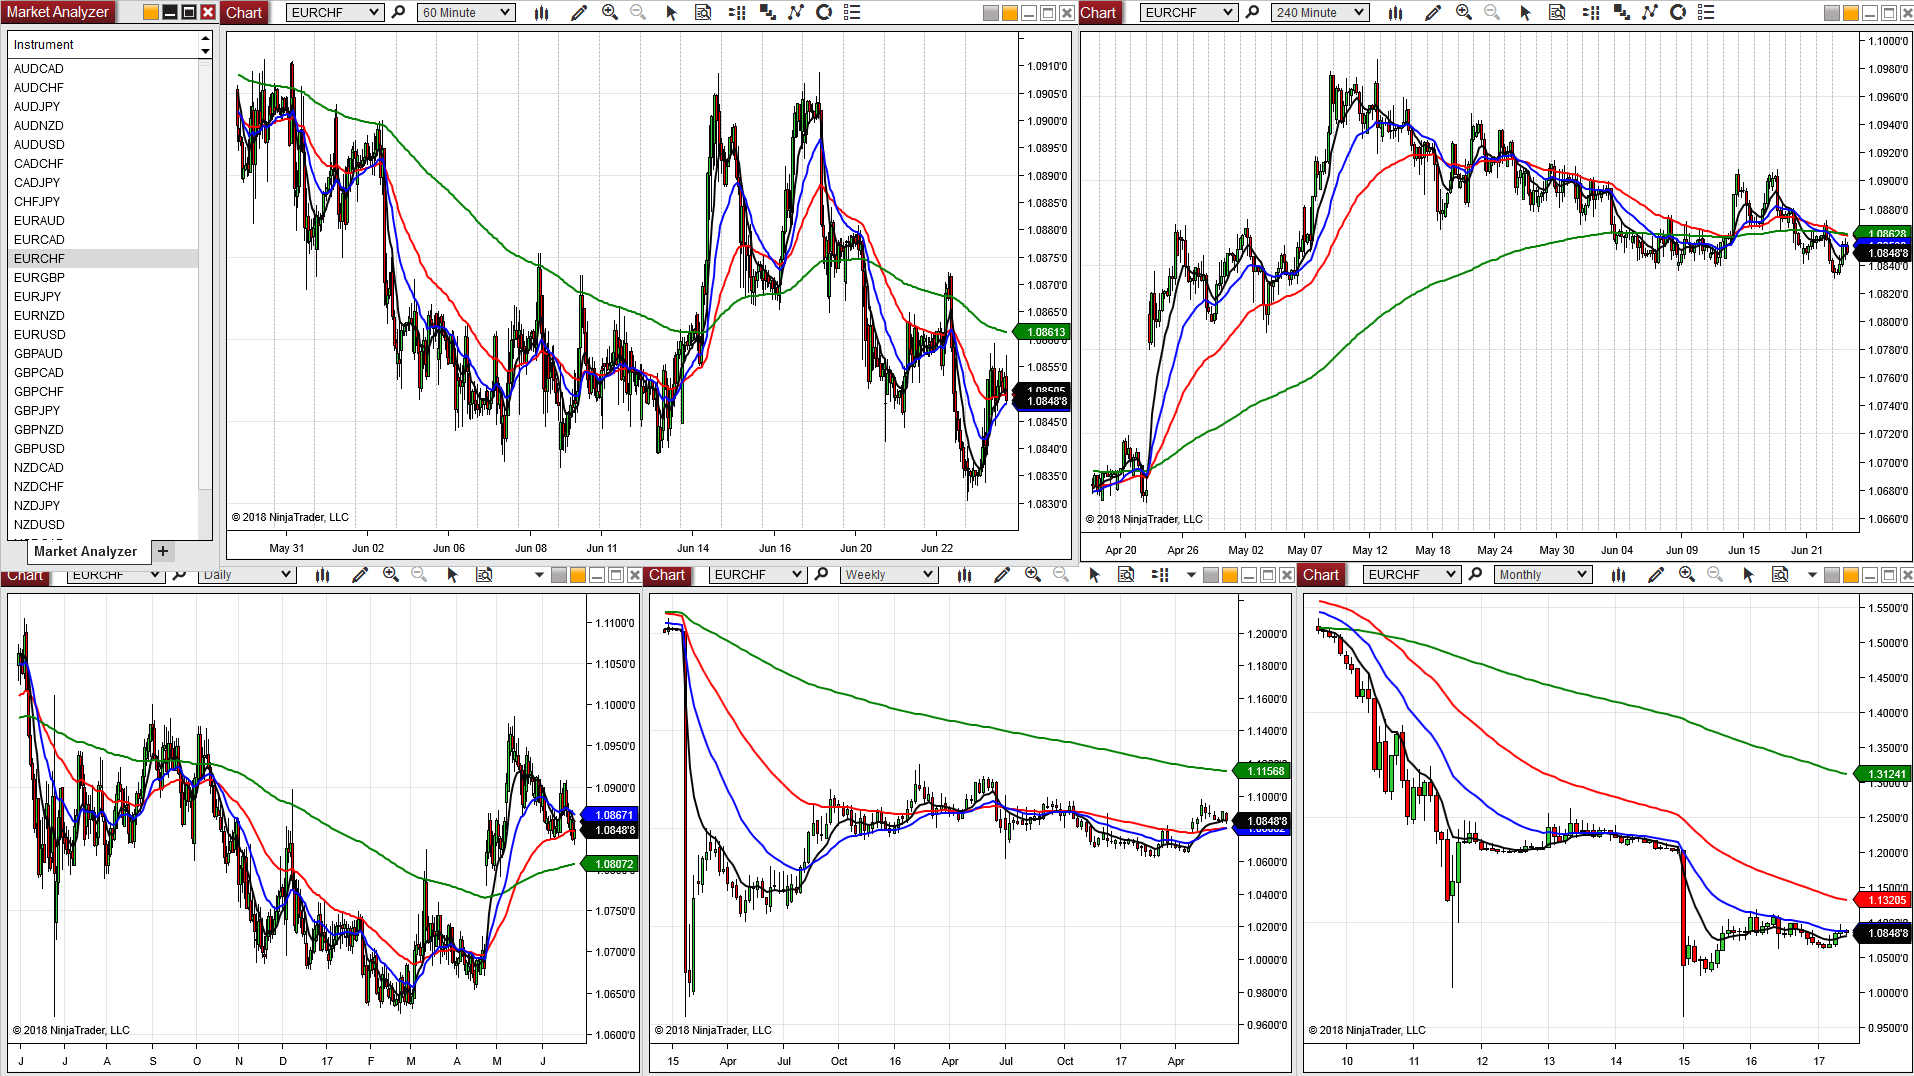 Market Analyzer
Instrument
AUDCAD
AUDCHF
AUDJPY
AUDNZD
AUDUSD
CADCHF
CADJPY
CHFJPY
EURAUD
EURCAD
EURCHF
EURGBP
EURJPY
EURNZD
EURUSD
GBPAUD
GBPCAD
GBPCHF
GBPJPY
GBPNZD
GBPUSD
NZDCAD
NZDCHF
NZDJPY
NZDUSD
Market Analyzer +
Chart EURCHF 60 Minute
1.0910'0
1.0905'0
1.0900'0
1.0895'0
1.0890'0
1.0885'0
1.0880'0
1.0875'0
1.0870'0
1.0865'0
1.08613
1.0855'0
1.0848'8
1.0845'0
1.0840'0
1.0835'0
1.0830'0
© 2018 NinjaTrader, LLC
May 31 Jun 02 Jun 06 Jun 08 Jun 11 Jun 14 Jun 16 Jun 20 Jun 22
Chart EURCHF 240 Minute
1.1000'0
1.0980'0
1.0960'0
1.0940'0
1.0920'0
1.0900'0
1.0880'0
1.08628
1.0848'8
1.0840'0
1.0820'0
1.0800'0
1.0780'0
1.0760'0
1.0740'0
1.0720'0
1.0700'0
1.0680'0
1.0660'0
© 2018 NinjaTrader, LLC
Apr 20 Apr 26 May 02 May 07 May 12 May 18 May 24 May 30 Jun 04 Jun 09 Jun 15 Jun 21
Chart EURCHF Daily
1.1100'0
1.1050'0
1.1000'0
1.0950'0
1.0900'0
1.08671
1.0848'8
1.08072
1.0750'0
1.0700'0
1.0650'0
1.0600'0
© 2018 NinjaTrader, LLC
J J A S O N D 17 F M A M J
Chart EURCHF Weekly
1.2000'0
1.1800'0
1.1600'0
1.1400'0
1.11568
1.1000'0
1.0848'8
1.0600'0
1.0400'0
1.0200'0
1.0000'0
0.9800'0
0.9600'0
© 2018 NinjaTrader, LLC
15 Apr Jul Oct 16 Apr Jul Oct 17 Apr
Chart EURCHF Monthly
1.5500'0
1.5000'0
1.4500'0
1.4000'0
1.3500'0
1.31241
1.2500'0
1.2000'0
1.1500'0
1.13205
1.0848'8
1.0500'0
1.0000'0
0.9500'0
© 2018 NinjaTrader, LLC
10 11 12 13 14 15 16 17